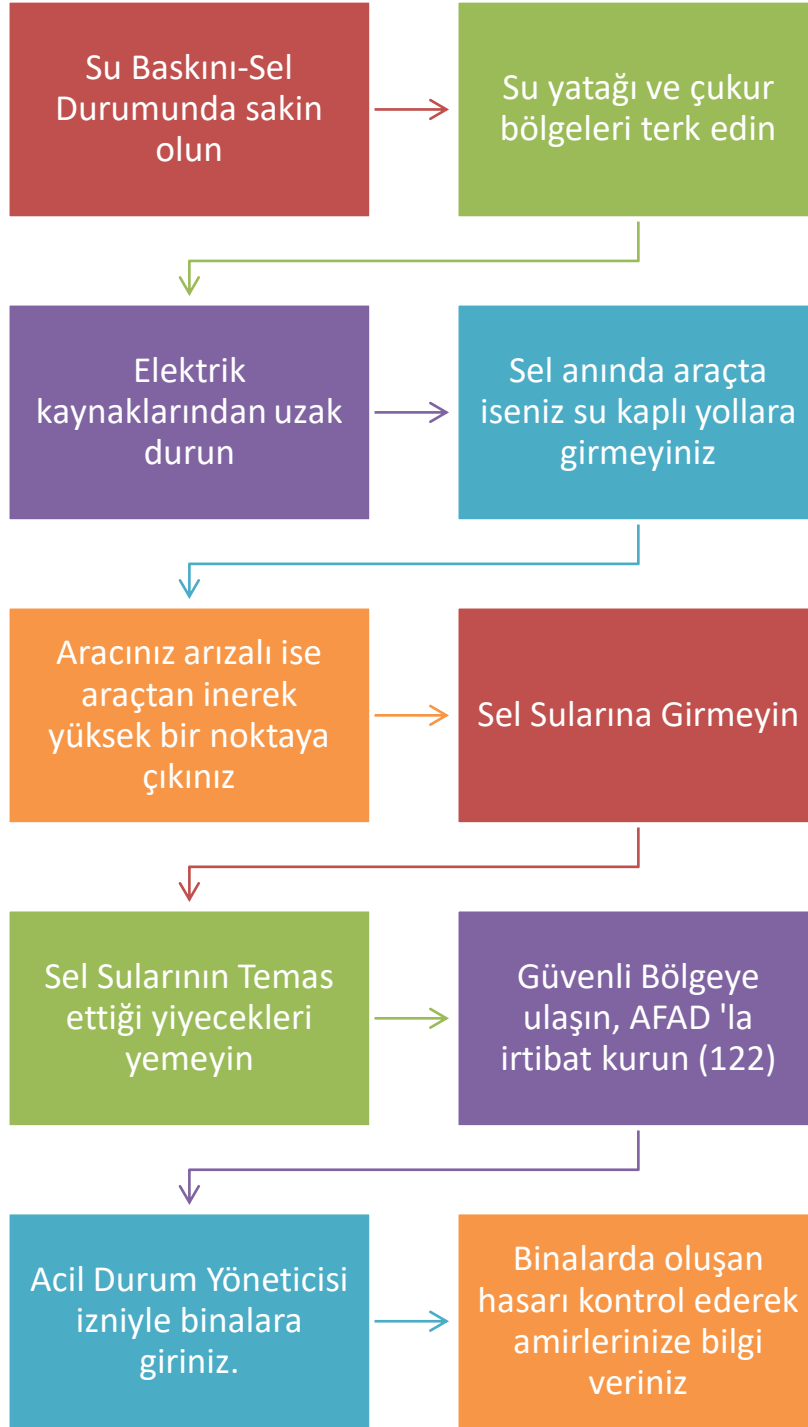 Su Baskını-Sel
Durumunda sakin
olun
Su yatağı ve çukur
bölgeleri terk edin
Elektrik
kaynaklarından uzak
durun
Sel anında araçta
iseniz su kaplı yollara
girmeyiniz
Aracınız arızalı ise
araçtan inerek
yüksek bir noktaya
çıkınız
Sel Sularına Girmeyin
Sel Sularının Temas
ettiği yiyecekleri
yemeyin
Güvenli Bölgeye
ulaşın, AFAD 'la
irtibat kurun (122)
Acil Durum Yöneticisi
izniyle binalara
giriniz.
Binalarda oluşan
hasarı kontrol ederek
amirlerinize bilgi
veriniz